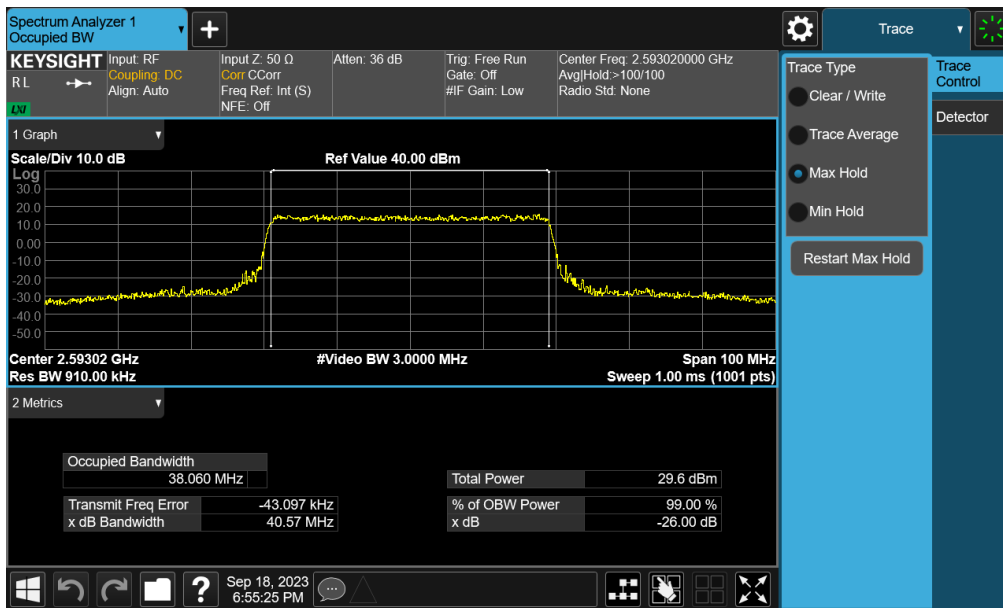 Spectrum Analyzer 1
Occupied BW
+
Trace
KEYSIGHT
R L
LXI
Input: RF
Coupling: DC
Align: Auto
Input Z: 50 Ω
Corr CCorr
Freq Ref: Int (S)
NFE: Off
Atten: 36 dB
Trig: Free Run
Gate: Off
#IF Gain: Low
Center Freq: 2.593020000 GHz
Avg|Hold:>100/100
Radio Std: None
Trace Type
Clear / Write
Trace Average
Max Hold
Min Hold
Restart Max Hold
Trace
Control
Detector
1 Graph
Scale/Div 10.0 dB
Ref Value 40.00 dBm
Log
30.0
20.0
10.0
0.00
-10.0
-20.0
-30.0
-40.0
-50.0
Center 2.59302 GHz
#Video BW 3.0000 MHz
Span 100 MHz
Res BW 910.00 kHz
Sweep 1.00 ms (1001 pts)
2 Metrics
Occupied Bandwidth
38.060 MHz
Total Power 29.6 dBm
Transmit Freq Error -43.097 kHz
% of OBW Power 99.00 %
x dB Bandwidth 40.57 MHz
x dB -26.00 dB
?
Sep 18, 2023
6:55:25 PM